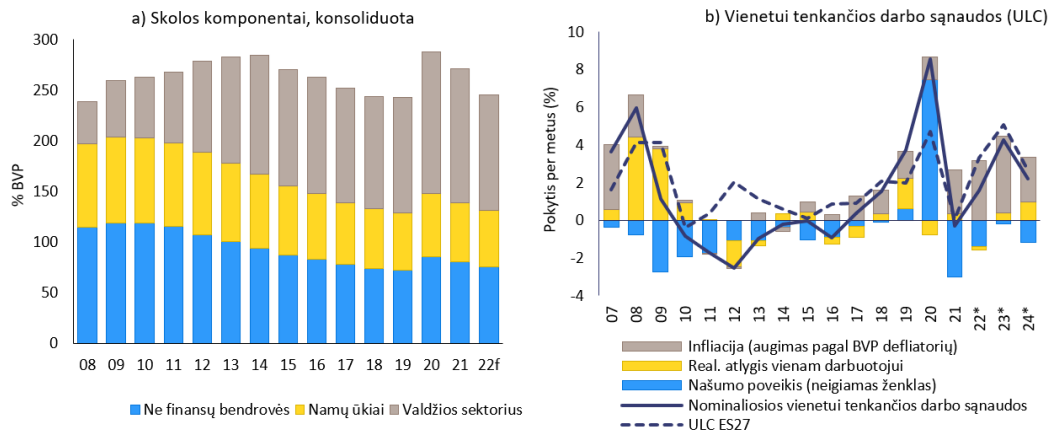 a) Skolos komponentai, konsoliduota
% BVP
300
250
200
150
100
50
0
08 09 10 11 12 13 14 15 16 17 18 19 20 21 22f
Ne finansų bendrovės Namų ūkiai Valdžios sektorius
b) Vienetui tenkančios darbo sąnaudos (ULC)
Pokytis per metus (%)
10
8
6
4
2
0
-2
-4
07 08 09 10 11 12 13 14 15 16 17 18 19 20 21 22* 23* 24*
Infliacija (augimas pagal BVP defliatorių)
Real. atlygis vienam darbuotojui
Našumo poveikis (neigiamas ženklas)
Nominaliosios vienetui tenkančios darbo sąnaudos
ULC ES27